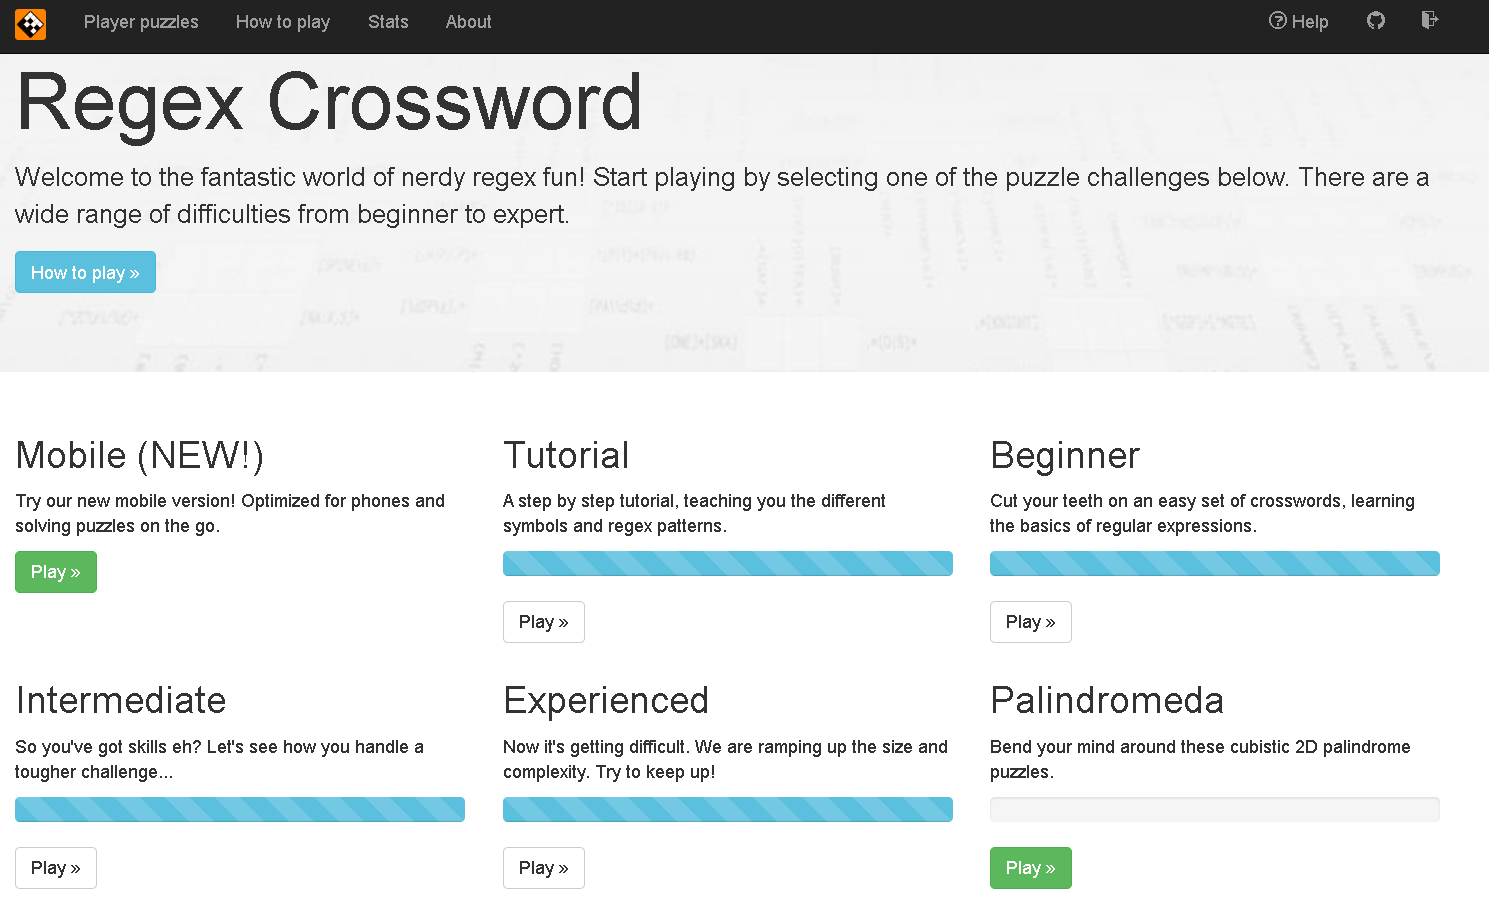 Player puzzles How to play Stats About Help
Regex Crossword
Welcome to the fantastic world of nerdy regex fun! Start playing by selecting one of the puzzle challenges below. There are a
wide range of difficulties from beginner to expert.
How to play »
Mobile (NEW!)
Try our new mobile version! Optimized for phones and
solving puzzles on the go.
Play »
Tutorial
A step by step tutorial, teaching you the different
symbols and regex patterns.
Play »
Beginner
Cut your teeth on an easy set of crosswords, learning
the basics of regular expressions.
Play »
Intermediate
So you've got skills eh? Let's see how you handle a
tougher challenge...
Play »
Experienced
Now it's getting difficult. We are ramping up the size and
complexity. Try to keep up!
Play »
Palindromeda
Bend your mind around these cubistic 2D palindrome
puzzles.
Play »